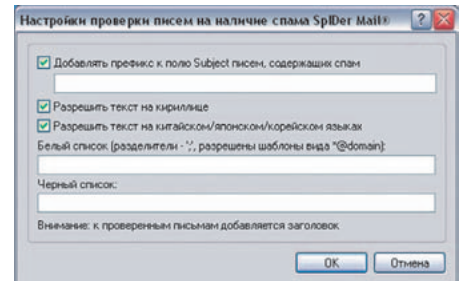 Настройки проверки писем на наличие спама SpIDer Mail®
Добавлять префикс к полю Subject писем, содержащих спам
Разрешить текст на кириллице
Разрешить текст на китайском/японском/корейском языках
Белый список (разделители - ';', разрешены шаблоны вида *@domain):
Черный список:
Внимание: к проверенным письмам добавляется заголовок
OK
Отмена